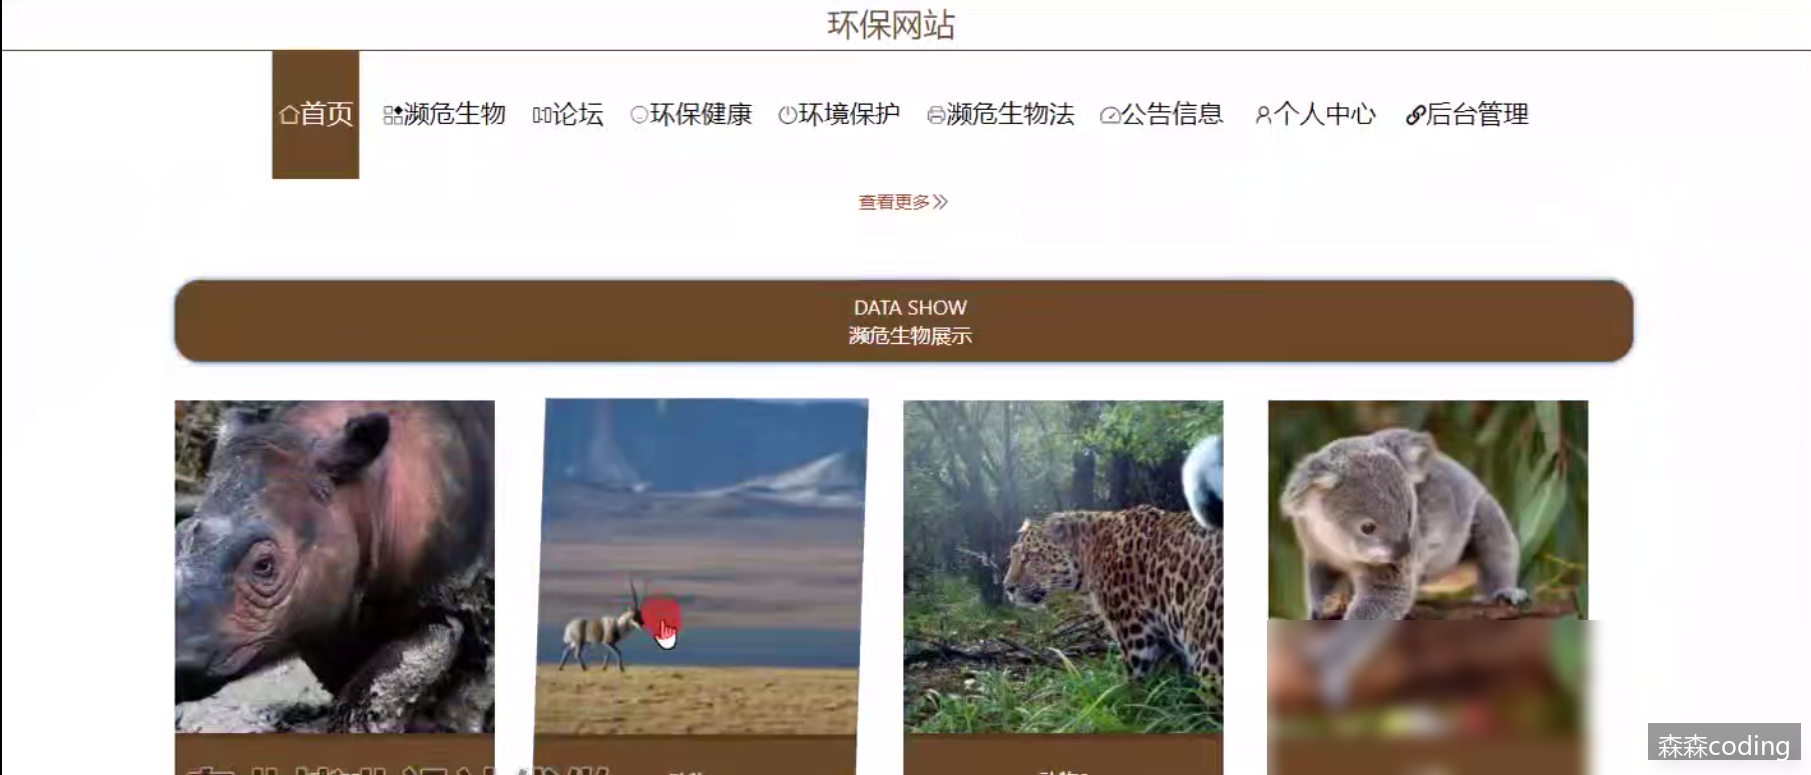 环保网站
首页 濒危生物 论坛 环保健康 环境保护 濒危生物法 公告信息 个人中心 后台管理
查看更多
DATA SHOW
濒危生物展示
森森coding